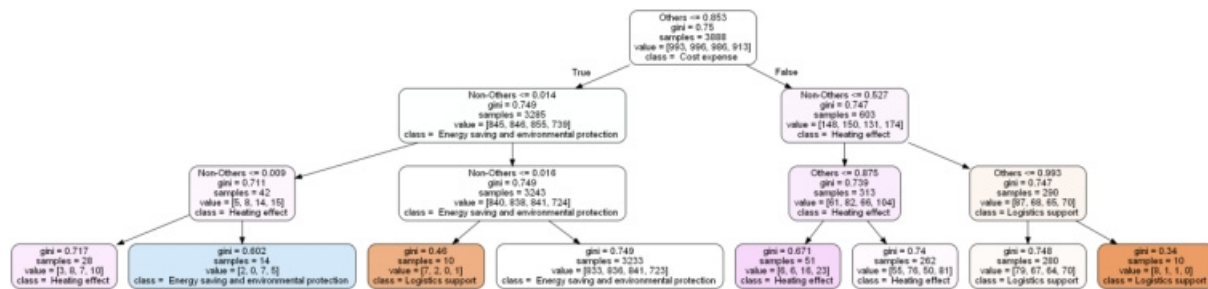 Others <= 0.853
gini = 0.75
samples = 3888
value = [993, 996, 986, 913]
class = Cost expense
True
False
Non-Others <= 0.014
gini = 0.749
samples = 3285
value = [845, 846, 855, 739]
class = Energy saving and environmental protection
Non-Others <= 0.527
gini = 0.747
samples = 603
value = [148, 150, 131, 174]
class = Heating effect
Non-Others <= 0.009
gini = 0.711
samples = 42
value = [5, 8, 14, 15]
class = Heating effect
Non-Others <= 0.016
gini = 0.749
samples = 3243
value = [840, 838, 841, 724]
class = Energy saving and environmental protection
Others <= 0.875
gini = 0.739
samples = 313
value = [61, 82, 66, 104]
class = Heating effect
Others <= 0.993
gini = 0.747
samples = 290
value = [87, 68, 65, 70]
class = Logistics support
gini = 0.717
samples = 28
value = [3, 8, 7, 10]
class = Heating effect
gini = 0.602
samples = 14
value = [2, 0, 7, 5]
class = Energy saving and environmental protection
gini = 0.46
samples = 10
value = [7, 2, 0, 1]
class = Logistics support
gini = 0.749
samples = 3233
value = [833, 836, 841, 723]
class = Energy saving and environmental protection
gini = 0.671
samples = 51
value = [6, 6, 16, 23]
class = Heating effect
gini = 0.74
samples = 262
value = [55, 76, 50, 81]
class = Heating effect
gini = 0.748
samples = 280
value = [79, 67, 64, 70]
class = Logistics support
gini = 0.34
samples = 10
value = [8, 1, 1, 0]
class = Logistics support